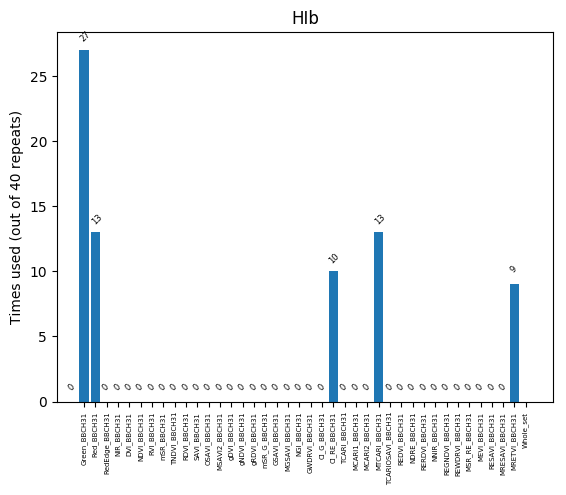 HIb
Times used (out of 40 repeats)
25
20
15
10
5
0
0 27 13 0 0 0 0 0 0 0 0 0 0 0 0 0 0 0 0 0 0 0 0 10 0 0 0 13 0 0 0 0 0 0 0 0 0 0 0 9
Green_BBCH31
Red_BBCH31
RedEdge_BBCH31
NIR_BBCH31
DVI_BBCH31
NDVI_BBCH31
RVI_BBCH31
mSR_BBCH31
TNDVI_BBCH31
RDVI_BBCH31
SAVI_BBCH31
OSAVI_BBCH31
MSAVI2_BBCH31
gDVI_BBCH31
gNDVI_BBCH31
gRDVI_BBCH31
mSR_G_BBCH31
GSAVI_BBCH31
MGSAVI_BBCH31
NGI_BBCH31
GWDRVI_BBCH31
CI_G_BBCH31
CI_RE_BBCH31
TCARI_BBCH31
MCARI1_BBCH31
MCARI2_BBCH31
MTCARI_BBCH31
TCARIOSAVI_BBCH31
REDVI_BBCH31
NDRE_BBCH31
RERDVI_BBCH31
NNIR_BBCH31
REGNDVI_BBCH31
REWDRVI_BBCH31
MSR_RE_BBCH31
MEVI_BBCH31
RESAVI_BBCH31
MRESAVI_BBCH31
MRETVI_BBCH31
Whole_set